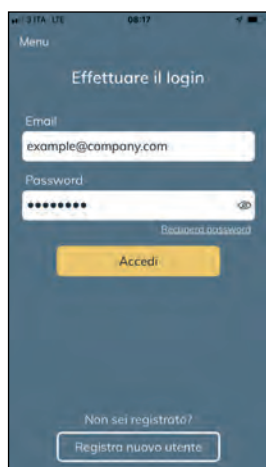 3 ITA LTE 08:17
Menu
Effettuare il login
Email
example@company.com
Password
••••••••
Recupera password
Accedi
Non sei registrato?
Registra nuovo utente